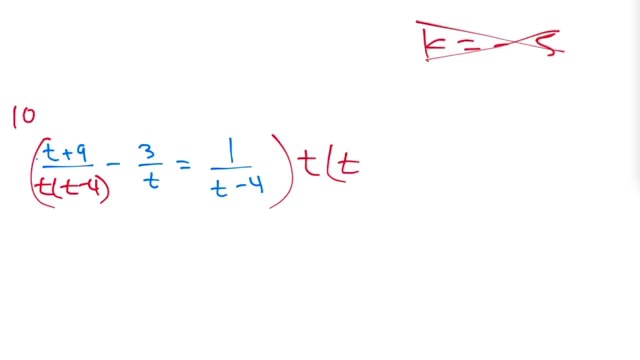 k = - 5
10
( (t+9)/(t(t-4)) - 3/t = 1/(t-4) ) t(t